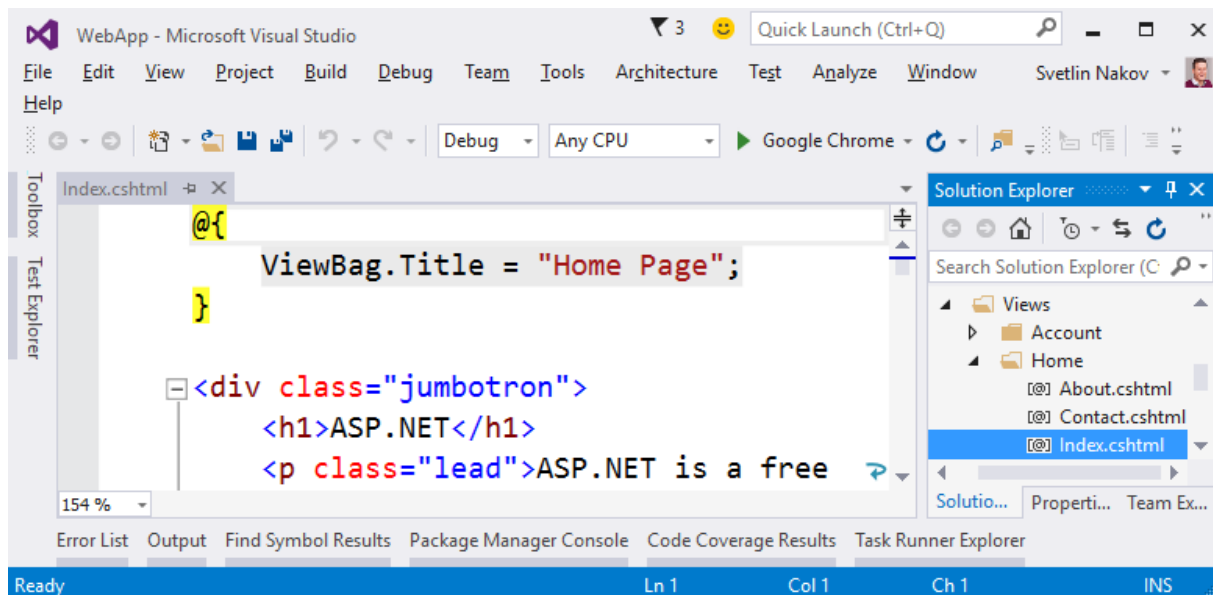 WebApp - Microsoft Visual Studio
3
Quick Launch (Ctrl+Q)
File Edit View Project Build Debug Team Tools Architecture Test Analyze Window Svetlin Nakov
Help
Debug Any CPU Google Chrome
Toolbox
Test Explorer
Index.cshtml
@{
ViewBag.Title = "Home Page";
}
<div class="jumbotron">
<h1>ASP.NET</h1>
<p class="lead">ASP.NET is a free
154 %
Solution Explorer
Search Solution Explorer (C
Views
Account
Home
[@] About.cshtml
[@] Contact.cshtml
[@] Index.cshtml
Solutio... Properti... Team Ex...
Error List Output Find Symbol Results Package Manager Console Code Coverage Results Task Runner Explorer
Ready Ln 1 Col 1 Ch 1 INS